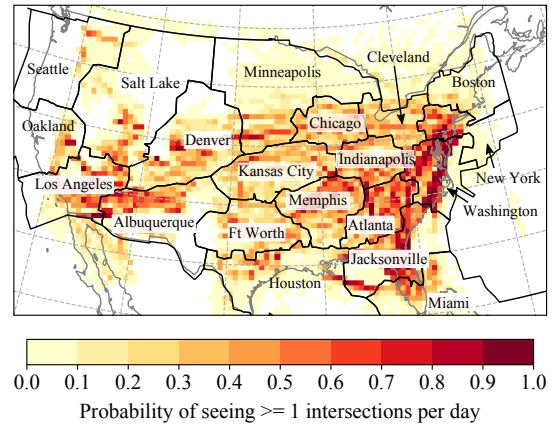 Cleveland
Seattle
Salt Lake
Minneapolis
Boston
Oakland
Denver
Chicago
Indianapolis
Los Angeles
Kansas City
New York
Memphis
Washington
Albuquerque
Ft Worth
Atlanta
Jacksonville
Houston
Miami
0.0 0.1 0.2 0.3 0.4 0.5 0.6 0.7 0.8 0.9 1.0
Probability of seeing >= 1 intersections per day